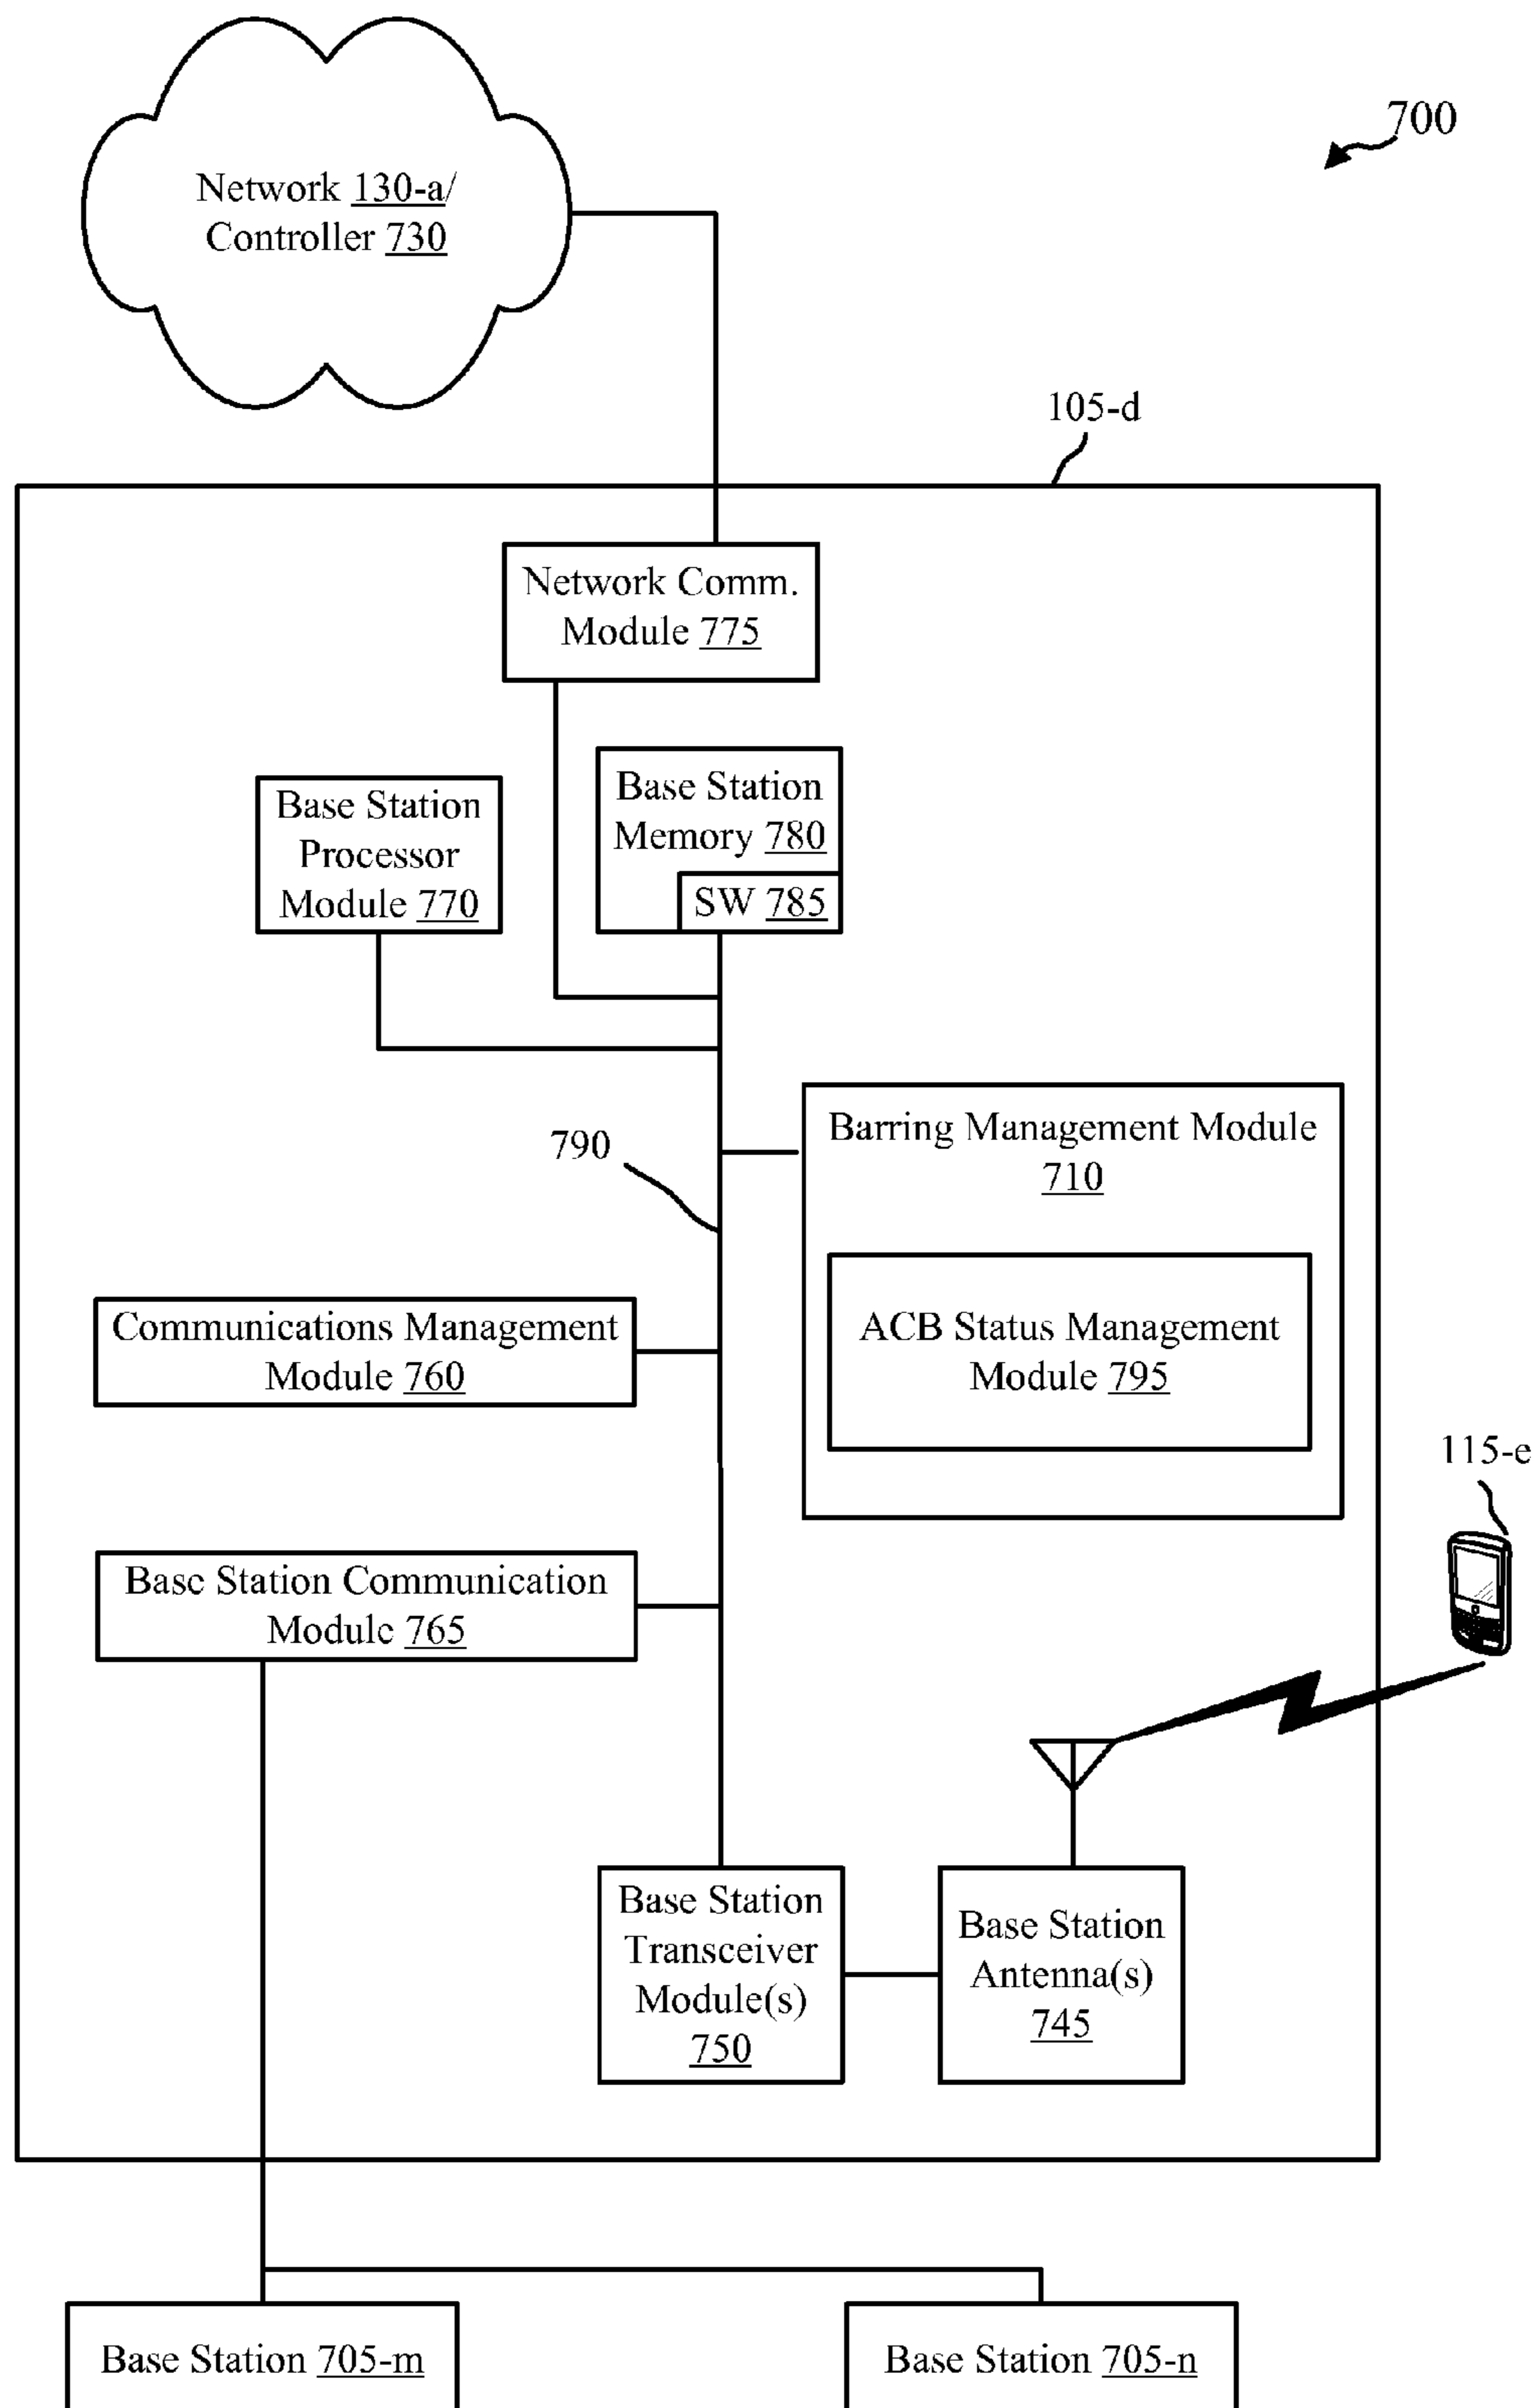 700
Network 130-a/
Controller 730
105-d
Network Comm.
Module 775
Base Station
Processor
Module 770
Base Station
Memory 780
SW 785
790
Barring Management Module
710
Communications Management
Module 760
ACB Status Management
Module 795
115-e
Base Station Communication
Module 765
Base Station
Transceiver
Module(s)
750
Base Station
Antenna(s)
745
Base Station 705-m
Base Station 705-n